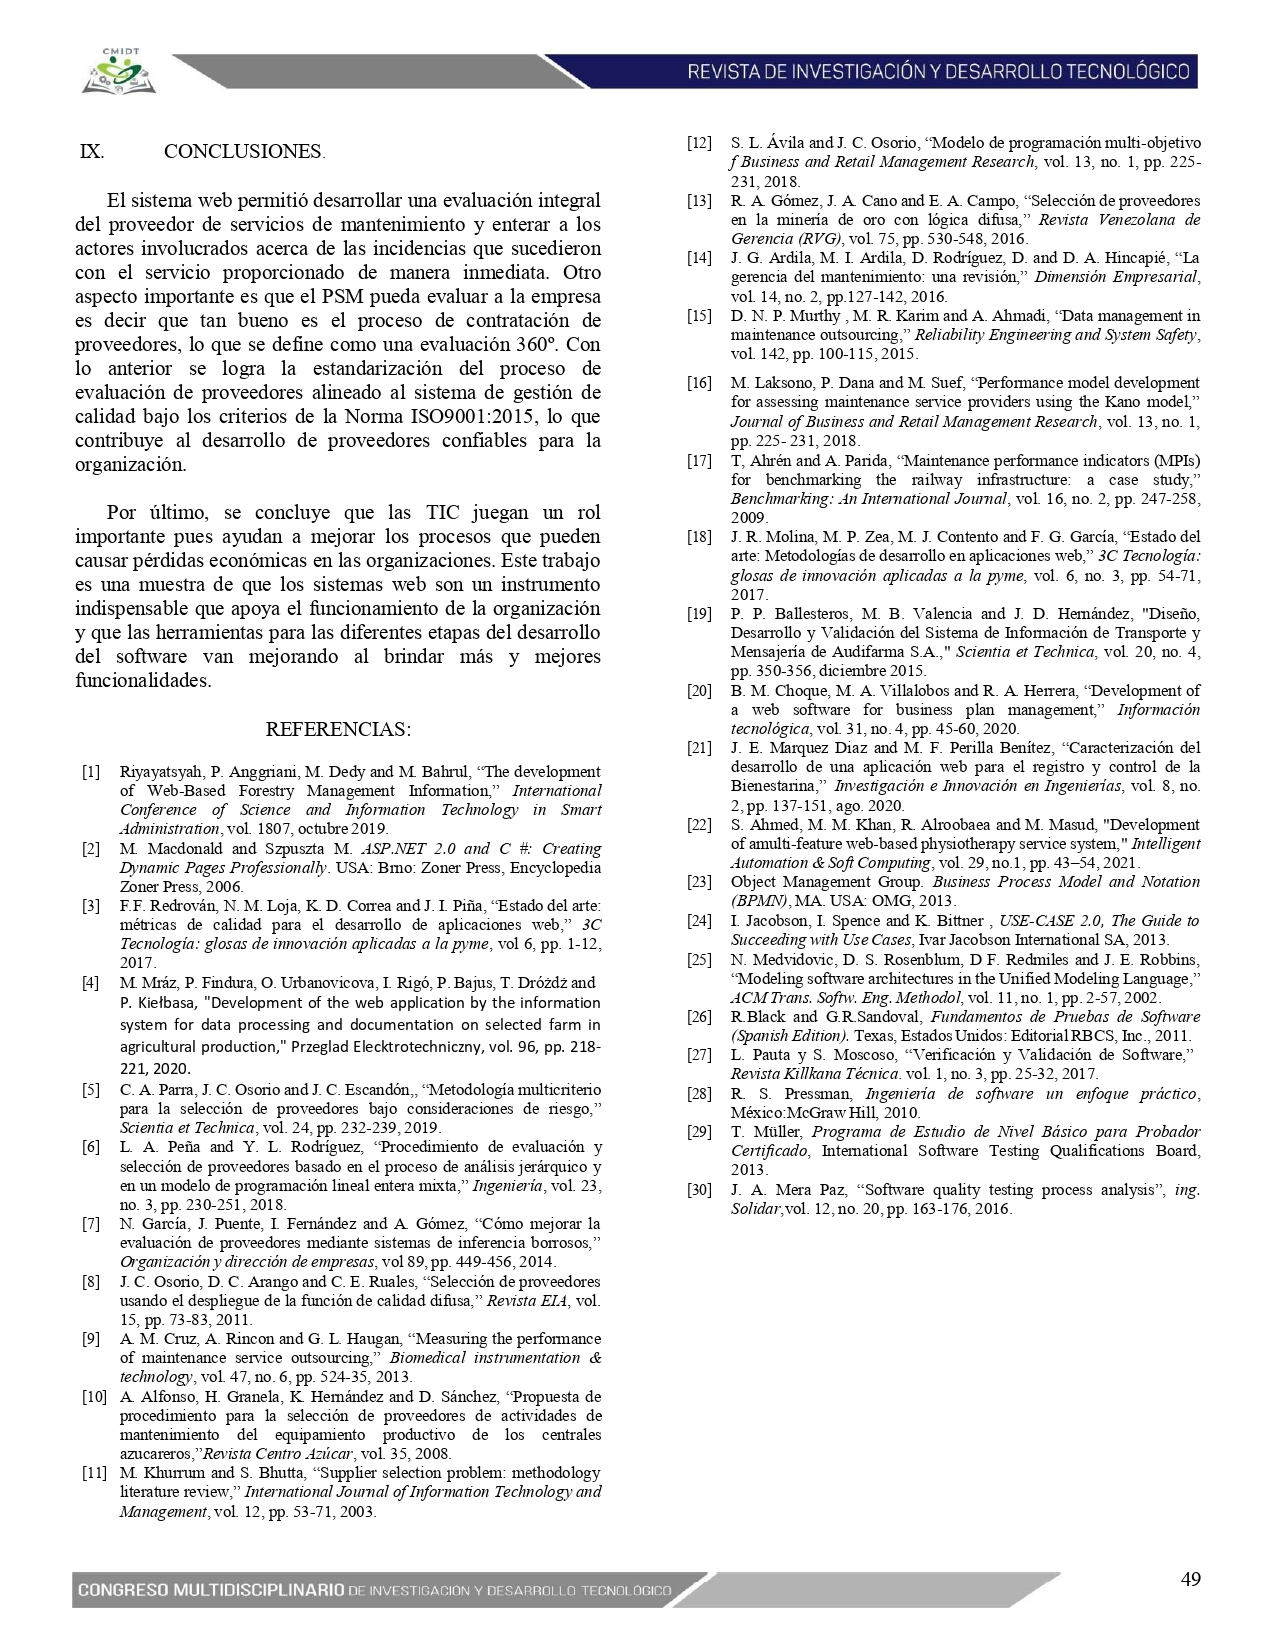 CMIDT
REVISTA DE INVESTIGACIÓN Y DESARROLLO TECNOLÓGICO
IX. CONCLUSIONES.
El sistema web permitió desarrollar una evaluación integral
del proveedor de servicios de mantenimiento y enterar a los
actores involucrados acerca de las incidencias que sucedieron
con el servicio proporcionado de manera inmediata. Otro
aspecto importante es que el PSM pueda evaluar a la empresa
es decir que tan bueno es el proceso de contratación de
proveedores, lo que se define como una evaluación 360º. Con
lo anterior se logra la estandarización del proceso de
evaluación de proveedores alineado al sistema de gestión de
calidad bajo los criterios de la Norma ISO9001:2015, lo que
contribuye al desarrollo de proveedores confiables para la
organización.
Por último, se concluye que las TIC juegan un rol
importante pues ayudan a mejorar los procesos que pueden
causar pérdidas económicas en las organizaciones. Este trabajo
es una muestra de que los sistemas web son un instrumento
indispensable que apoya el funcionamiento de la organización
y que las herramientas para las diferentes etapas del desarrollo
del software van mejorando al brindar más y mejores
funcionalidades.
REFERENCIAS:
[1] Riyayatsyah, P. Anggriani, M. Dedy and M. Bahrul, “The development
of Web-Based Forestry Management Information,” International
Conference of Science and Information Technology in Smart
Administration, vol. 1807, octubre 2019.
[2] M. Macdonald and Szpuszta M. ASP.NET 2.0 and C #: Creating
Dynamic Pages Professionally. USA: Brno: Zoner Press, Encyclopedia
Zoner Press, 2006.
[3] F.F. Redrován, N. M. Loja, K. D. Correa and J. I. Piña, “Estado del arte:
métricas de calidad para el desarrollo de aplicaciones web,” 3C
Tecnología: glosas de innovación aplicadas a la pyme, vol 6, pp. 1-12,
2017.
[4] M. Mráz, P. Findura, O. Urbanovicova, I. Rigó, P. Bajus, T. Dróżdż and
P. Kiełbasa, "Development of the web application by the information
system for data processing and documentation on selected farm in
agricultural production," Przeglad Elecktrotechniczny, vol. 96, pp. 218-
221, 2020.
[5] C. A. Parra, J. C. Osorio and J. C. Escandón,, “Metodología multicriterio
para la selección de proveedores bajo consideraciones de riesgo,”
Scientia et Technica, vol. 24, pp. 232-239, 2019.
[6] L. A. Peña and Y. L. Rodríguez, “Procedimiento de evaluación y
selección de proveedores basado en el proceso de análisis jerárquico y
en un modelo de programación lineal entera mixta,” Ingeniería, vol. 23,
no. 3, pp. 230-251, 2018.
[7] N. García, J. Puente, I. Fernández and A. Gómez, “Cómo mejorar la
evaluación de proveedores mediante sistemas de inferencia borrosos,”
Organización y dirección de empresas, vol 89, pp. 449-456, 2014.
[8] J. C. Osorio, D. C. Arango and C. E. Ruales, “Selección de proveedores
usando el despliegue de la función de calidad difusa,” Revista EIA, vol.
15, pp. 73-83, 2011.
[9] A. M. Cruz, A. Rincon and G. L. Haugan, “Measuring the performance
of maintenance service outsourcing,” Biomedical instrumentation &
technology, vol. 47, no. 6, pp. 524-35, 2013.
[10] A. Alfonso, H. Granela, K. Hernández and D. Sánchez, “Propuesta de
procedimiento para la selección de proveedores de actividades de
mantenimiento del equipamiento productivo de los centrales
azucareros,”Revista Centro Azúcar, vol. 35, 2008.
[11] M. Khurrum and S. Bhutta, “Supplier selection problem: methodology
literature review,” International Journal of Information Technology and
Management, vol. 12, pp. 53-71, 2003.
[12] S. L. Ávila and J. C. Osorio, “Modelo de programación multi-objetivo
f Business and Retail Management Research, vol. 13, no. 1, pp. 225-
231, 2018.
[13] R. A. Gómez, J. A. Cano and E. A. Campo, “Selección de proveedores
en la minería de oro con lógica difusa,” Revista Venezolana de
Gerencia (RVG), vol. 75, pp. 530-548, 2016.
[14] J. G. Ardila, M. I. Ardila, D. Rodríguez, D. and D. A. Hincapié, “La
gerencia del mantenimiento: una revisión,” Dimensión Empresarial,
vol. 14, no. 2, pp.127-142, 2016.
[15] D. N. P. Murthy , M. R. Karim and A. Ahmadi, “Data management in
maintenance outsourcing,” Reliability Engineering and System Safety,
vol. 142, pp. 100-115, 2015.
[16] M. Laksono, P. Dana and M. Suef, “Performance model development
for assessing maintenance service providers using the Kano model,”
Journal of Business and Retail Management Research, vol. 13, no. 1,
pp. 225- 231, 2018.
[17] T, Ahrén and A. Parida, “Maintenance performance indicators (MPIs)
for benchmarking the railway infrastructure: a case study,”
Benchmarking: An International Journal, vol. 16, no. 2, pp. 247-258,
2009.
[18] J. R. Molina, M. P. Zea, M. J. Contento and F. G. García, “Estado del
arte: Metodologías de desarrollo en aplicaciones web,” 3C Tecnología:
glosas de innovación aplicadas a la pyme, vol. 6, no. 3, pp. 54-71,
2017.
[19] P. P. Ballesteros, M. B. Valencia and J. D. Hernández, "Diseño,
Desarrollo y Validación del Sistema de Información de Transporte y
Mensajería de Audifarma S.A.," Scientia et Technica, vol. 20, no. 4,
pp. 350-356, diciembre 2015.
[20] B. M. Choque, M. A. Villalobos and R. A. Herrera, “Development of
a web software for business plan management,” Información
tecnológica, vol. 31, no. 4, pp. 45-60, 2020.
[21] J. E. Marquez Diaz and M. F. Perilla Benítez, “Caracterización del
desarrollo de una aplicación web para el registro y control de la
Bienestarina,” Investigación e Innovación en Ingenierías, vol. 8, no.
2, pp. 137-151, ago. 2020.
[22] S. Ahmed, M. M. Khan, R. Alroobaea and M. Masud, "Development
of amulti-feature web-based physiotherapy service system," Intelligent
Automation & Soft Computing, vol. 29, no.1, pp. 43–54, 2021.
[23] Object Management Group. Business Process Model and Notation
(BPMN), MA. USA: OMG, 2013.
[24] I. Jacobson, I. Spence and K. Bittner , USE-CASE 2.0, The Guide to
Succeeding with Use Cases, Ivar Jacobson International SA, 2013.
[25] N. Medvidovic, D. S. Rosenblum, D F. Redmiles and J. E. Robbins,
“Modeling software architectures in the Unified Modeling Language,”
ACM Trans. Softw. Eng. Methodol, vol. 11, no. 1, pp. 2-57, 2002.
[26] R.Black and G.R.Sandoval, Fundamentos de Pruebas de Software
(Spanish Edition). Texas, Estados Unidos: Editorial RBCS, Inc., 2011.
[27] L. Pauta y S. Moscoso, “Verificación y Validación de Software,”
Revista Killkana Técnica. vol. 1, no. 3, pp. 25-32, 2017.
[28] R. S. Pressman, Ingeniería de software un enfoque práctico,
México:McGraw Hill, 2010.
[29] T. Müller, Programa de Estudio de Nivel Básico para Probador
Certificado, International Software Testing Qualifications Board,
2013.
[30] J. A. Mera Paz, “Software quality testing process analysis”, ing.
Solidar,vol. 12, no. 20, pp. 163-176, 2016.
CONGRESO MULTIDISCIPLINARIO DE INVESTIGACIÓN Y DESARROLLO TECNOLÓGICO
49